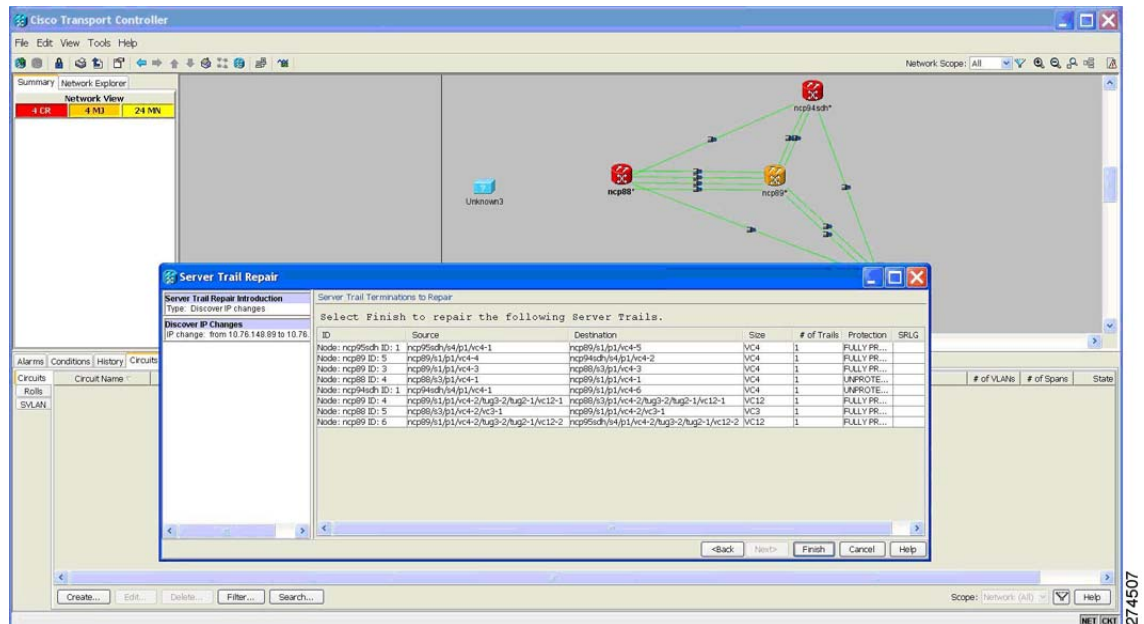 Cisco Transport Controller
File Edit View Tools Help
Network Scope: All
Summary Network Explorer
Network View
4 CR 4 MJ 24 MN
ncp94sdh*
Unknown3
ncp88*
ncp89*
Server Trail Repair
Server Trail Repair Introduction
Type: Discover IP changes
Discover IP Changes
IP change: from 10.76.148.89 to 10.76.
Server Trail Terminations to Repair
Select Finish to repair the following Server Trails.
ID Source Destination Size # of Trails Protection SRLG
Node: ncp95sdh ID: 1 ncp95sdh/s4/p1/vc4-1 ncp89/s1/p1/vc4-5 VC4 1 FULLY PR...
Node: ncp89 ID: 5 ncp89/s1/p1/vc4-4 ncp94sdh/s4/p1/vc4-2 VC4 1 FULLY PR...
Node: ncp89 ID: 3 ncp89/s1/p1/vc4-3 ncp88/s3/p1/vc4-3 VC4 1 FULLY PR...
Node: ncp88 ID: 4 ncp88/s3/p1/vc4-1 ncp89/s1/p1/vc4-1 VC4 1 UNPROTE...
Node: ncp94sdh ID: 1 ncp94sdh/s4/p1/vc4-1 ncp89/s1/p1/vc4-6 VC4 1 UNPROTE...
Node: ncp89 ID: 4 ncp89/s1/p1/vc4-2/tug3-2/tug2-1/vc12-1 ncp88/s3/p1/vc4-2/tug3-2/tug2-1/vc12-1 VC12 1 FULLY PR...
Node: ncp88 ID: 5 ncp88/s3/p1/vc4-2/vc3-1 ncp89/s1/p1/vc4-2/vc3-1 VC3 1 FULLY PR...
Node: ncp89 ID: 6 ncp89/s1/p1/vc4-2/tug3-2/tug2-1/vc12-2 ncp95sdh/s4/p1/vc4-2/tug3-2/tug2-1/vc12-2 VC12 1 FULLY PR...
<Back Next> Finish Cancel Help
Alarms Conditions History Circuits
Circuits Circuit Name # of VLANs # of Spans State
Rolls
SVLAN
Create... Edit... Delete... Filter... Search... Scope: Network (All) Help
NET CKT
274507